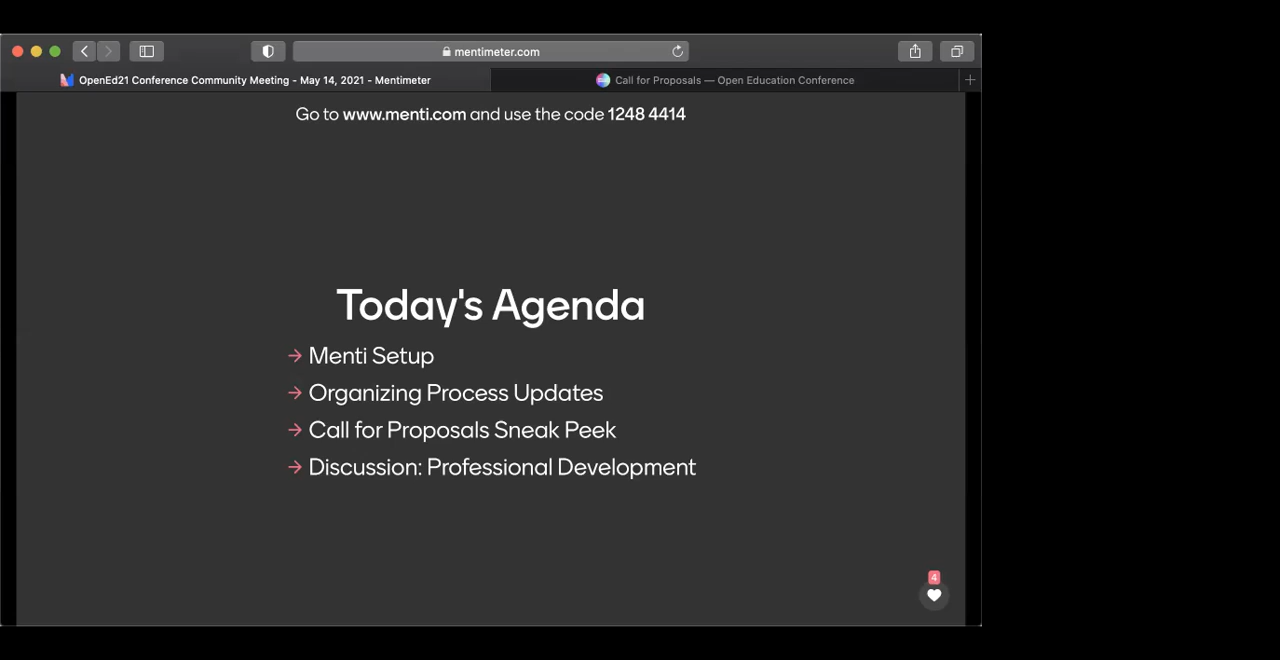 mentimeter.com
OpenEd21 Conference Community Meeting - May 14, 2021 - Mentimeter
Call for Proposals — Open Education Conference
Go to www.menti.com and use the code 1248 4414
Today's Agenda
→ Menti Setup
→ Organizing Process Updates
→ Call for Proposals Sneak Peek
→ Discussion: Professional Development
4